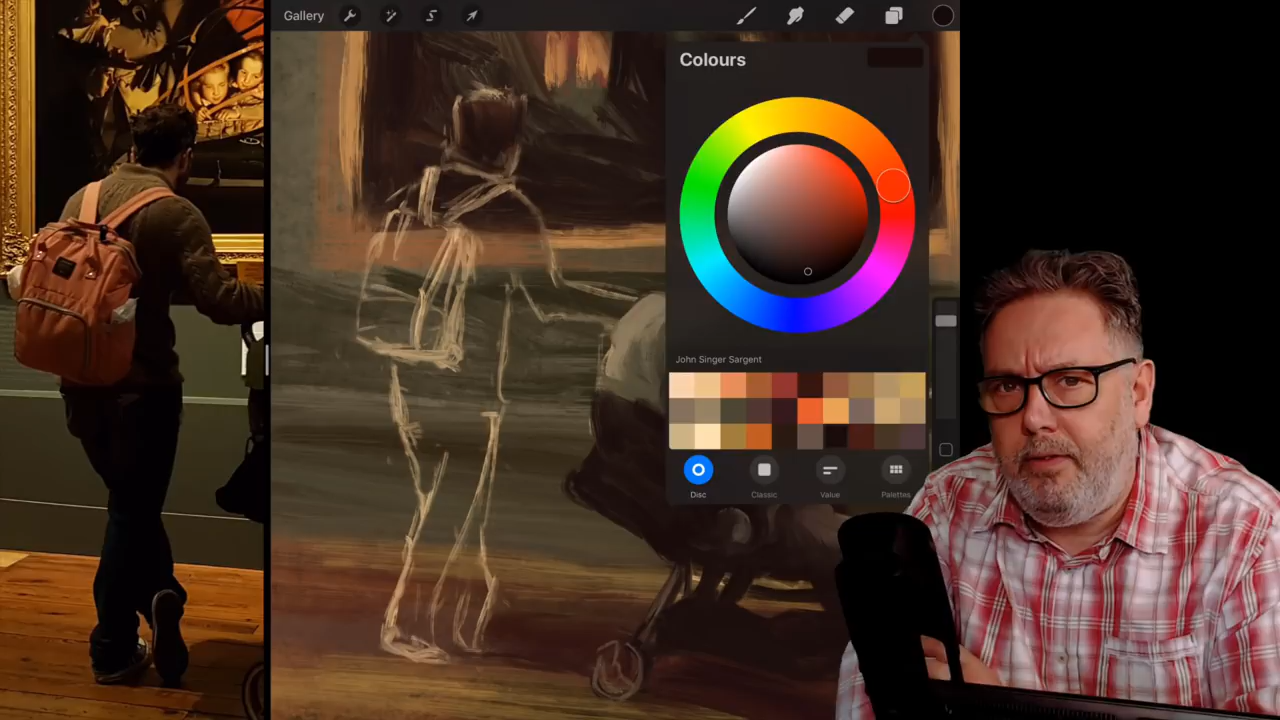 Gallery
Colours
John Singer Sargent
Disc
Classic
Value
Palettes